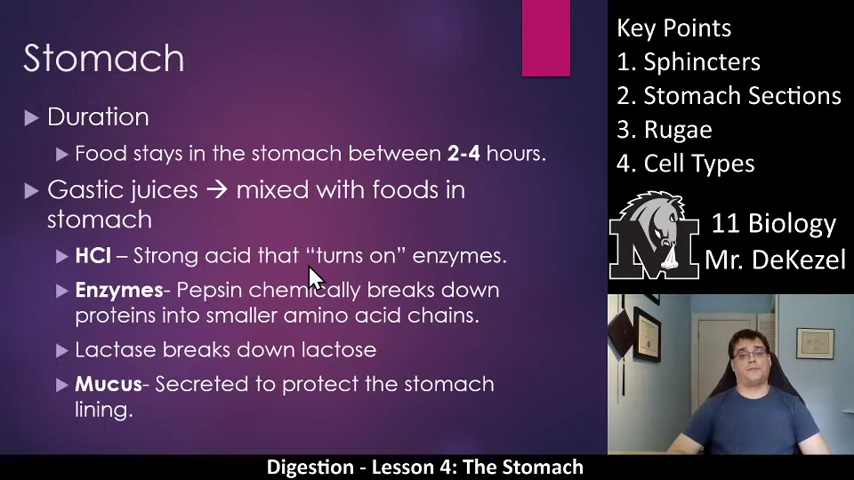 Stomach
Duration
Food stays in the stomach between 2-4 hours.
Gastic juices → mixed with foods in
stomach
HCl – Strong acid that “turns on” enzymes.
Enzymes- Pepsin chemically breaks down
proteins into smaller amino acid chains.
Lactase breaks down lactose
Mucus- Secreted to protect the stomach
lining.
Key Points
1. Sphincters
2. Stomach Sections
3. Rugae
4. Cell Types
M
11 Biology
Mr. DeKezel
Digestion - Lesson 4: The Stomach